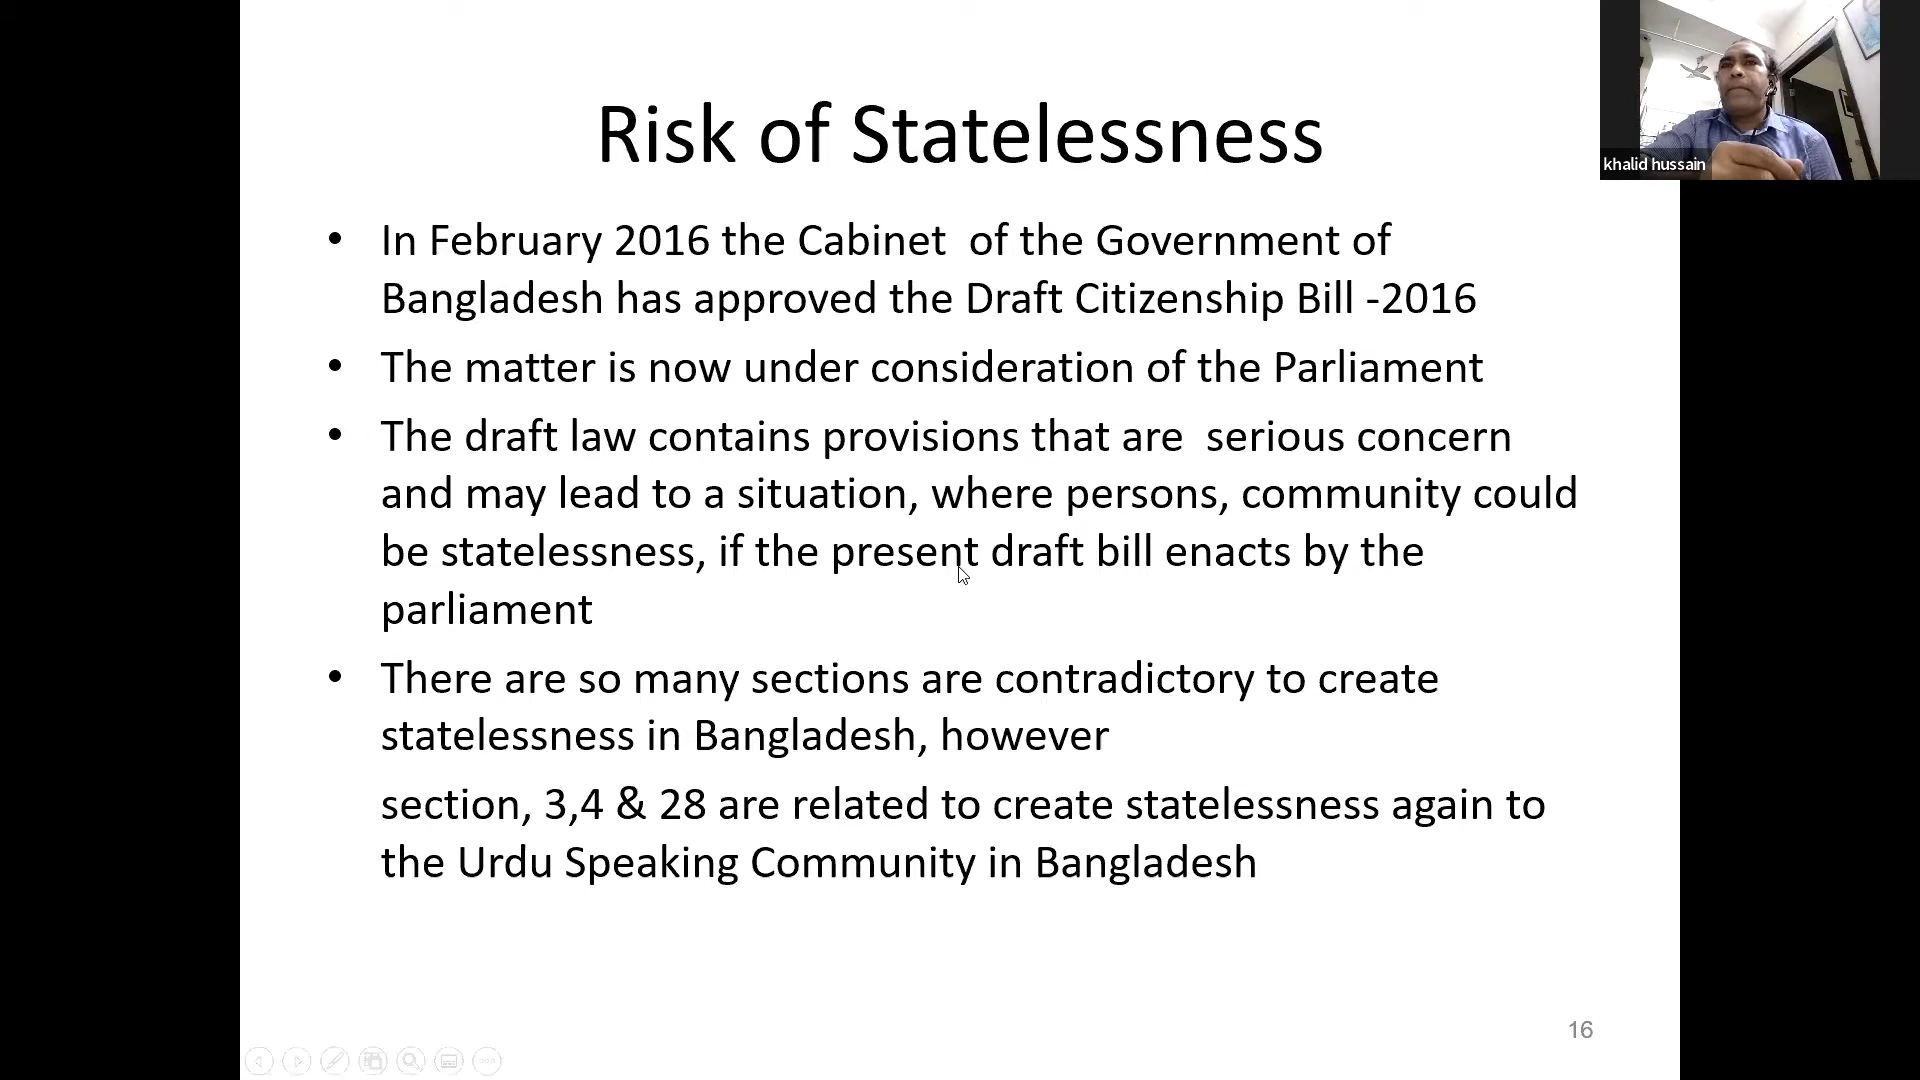 Risk of Statelessness
khalid hussain
• In February 2016 the Cabinet  of the Government of
Bangladesh has approved the Draft Citizenship Bill -2016
• The matter is now under consideration of the Parliament
• The draft law contains provisions that are  serious concern
and may lead to a situation, where persons, community could
be statelessness, if the present draft bill enacts by the
parliament
• There are so many sections are contradictory to create
statelessness in Bangladesh, however
section, 3,4 & 28 are related to create statelessness again to
the Urdu Speaking Community in Bangladesh
16